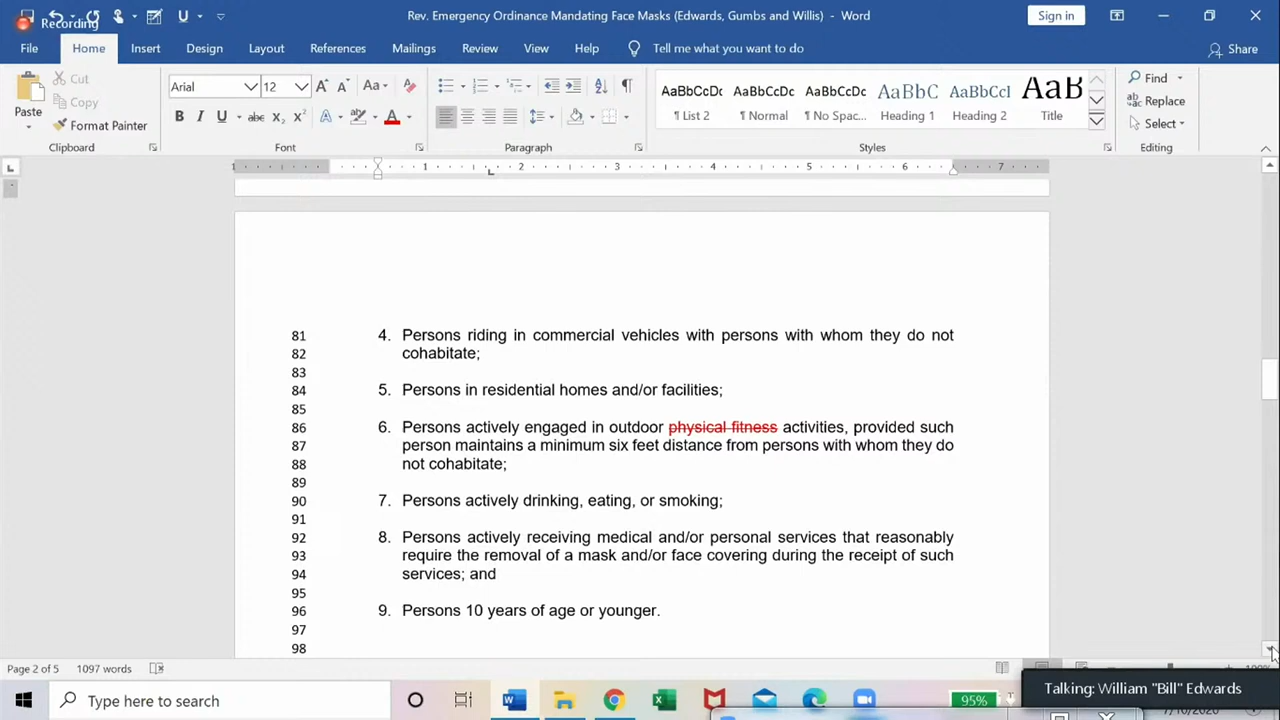 Recording
Rev. Emergency Ordinance Mandating Face Masks (Edwards, Gumbs and Willis) - Word
Sign in
File Home Insert Design Layout References Mailings Review View Help Tell me what you want to do Share
Paste
Cut
Copy
Format Painter
Clipboard
Arial 12
Font
Paragraph
AaBbCcDc AaBbCcDc AaBbCcDc AaBbC AaBbCcI AaB
¶ List 2 ¶ Normal ¶ No Spac... Heading 1 Heading 2 Title
Styles
Find
Replace
Select
Editing
1 1 2 3 4 5 6 7
81 4. Persons riding in commercial vehicles with persons with whom they do not
82 cohabitate;
83
84 5. Persons in residential homes and/or facilities;
85
86 6. Persons actively engaged in outdoor physical fitness activities, provided such
87 person maintains a minimum six feet distance from persons with whom they do
88 not cohabitate;
89
90 7. Persons actively drinking, eating, or smoking;
91
92 8. Persons actively receiving medical and/or personal services that reasonably
93 require the removal of a mask and/or face covering during the receipt of such
94 services; and
95
96 9. Persons 10 years of age or younger.
97
98
Page 2 of 5 1097 words
Talking: William "Bill" Edwards
Type here to search
95%